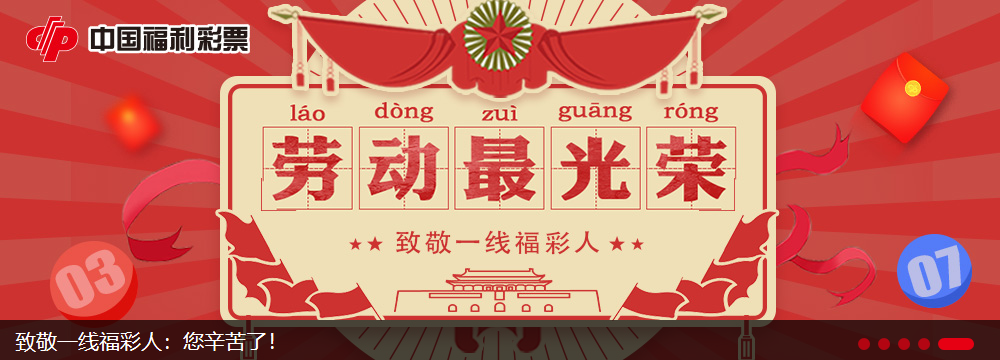 中国福利彩票
láo dòng zuì guāng róng
劳动最光荣
★★致敬一线福彩人★★
03
07
致敬一线福彩人：您辛苦了！